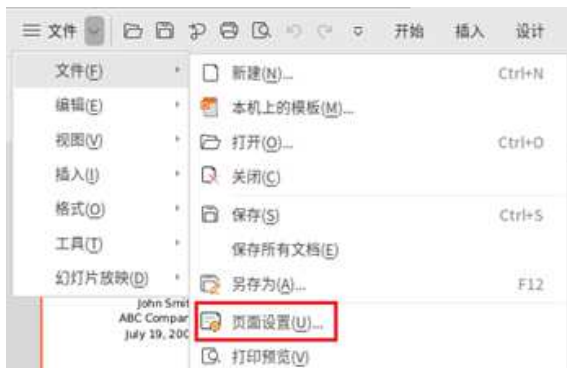 文件 开始 插入 设计
文件(F)
编辑(E)
视图(V)
插入(I)
格式(O)
工具(T)
幻灯片放映(D)
新建(N)... Ctrl+N
本机上的模板(M)...
打开(O)... Ctrl+O
关闭(C)
保存(S) Ctrl+S
保存所有文档(E)
另存为(A)... F12
页面设置(U)...
打印预览(V)
John Smit
ABC Compar
July 19, 200